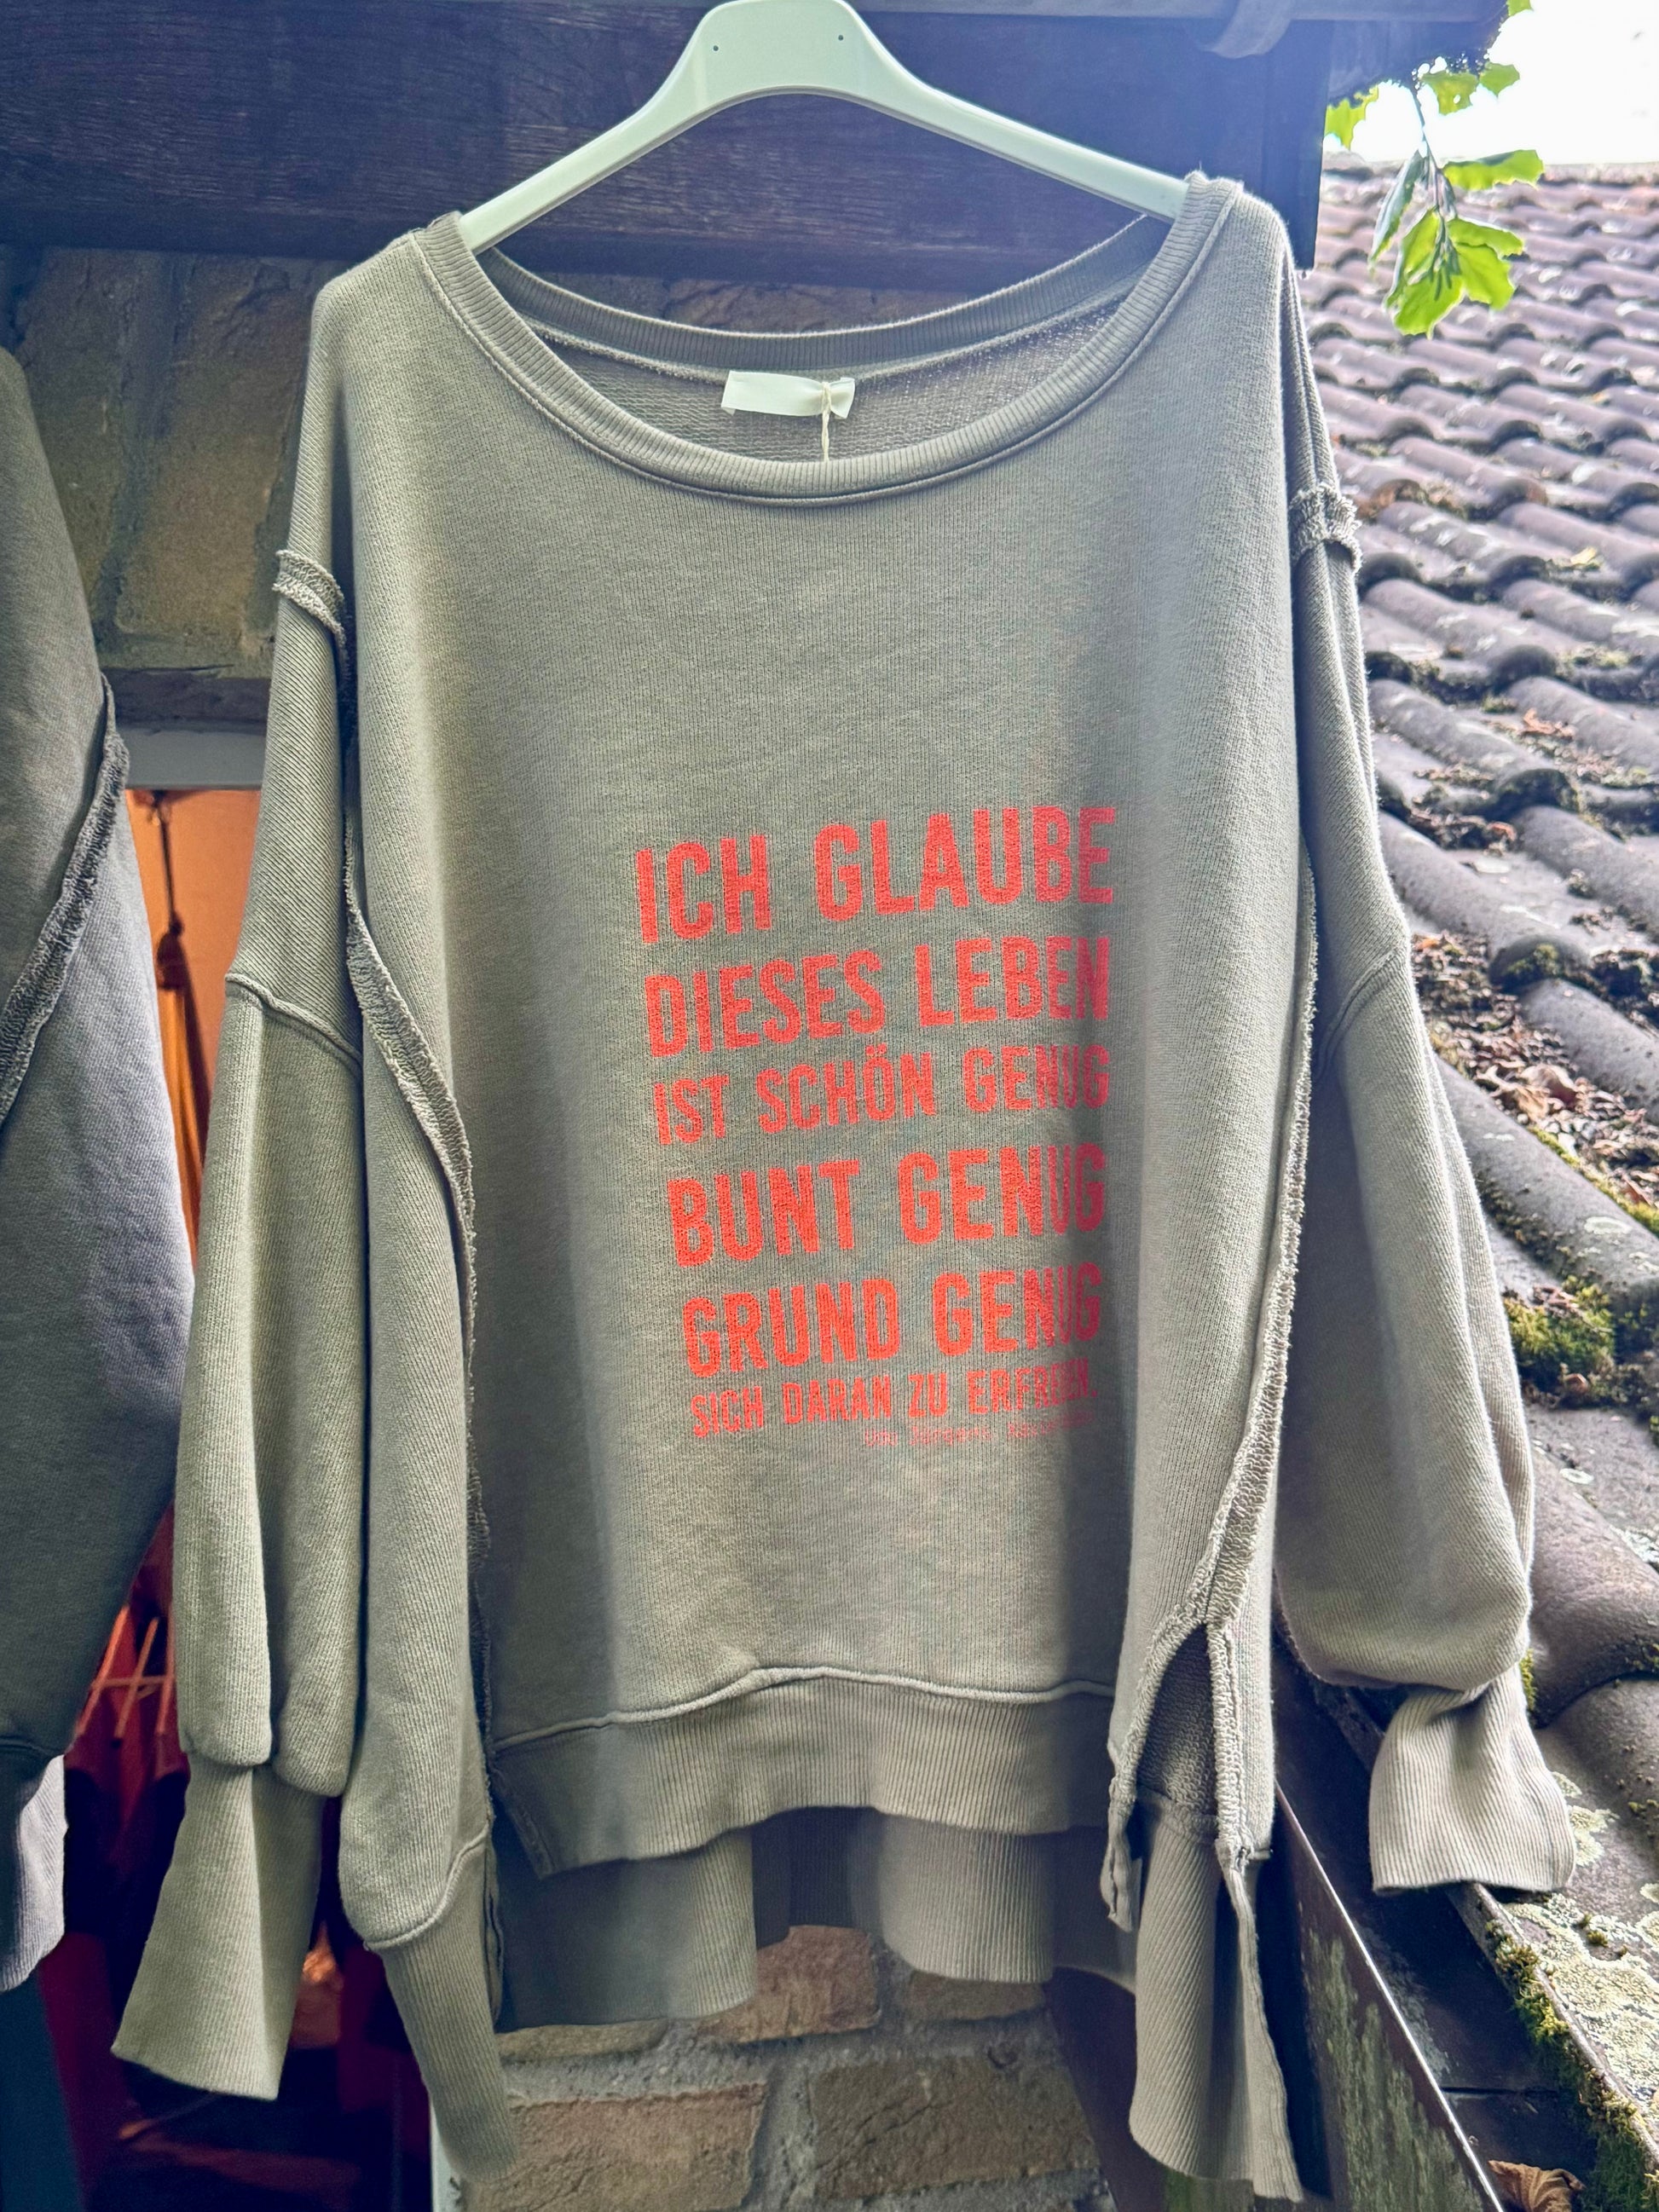 ICH GLAUBE
DIESES LEBEN
IST SCHÖN GENUG
BUNT GENUG
GRUND GENUG
SICH DARAN ZU ERFREUEN.